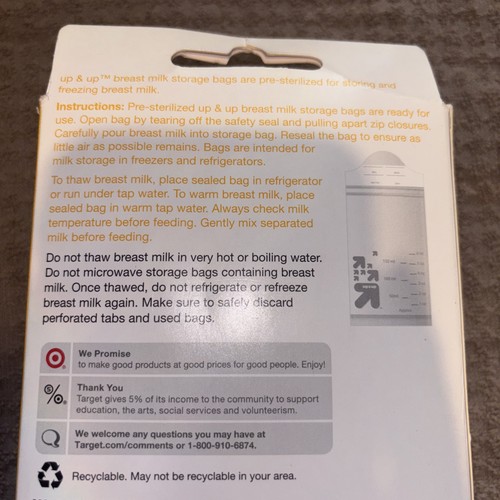 up & up™ breast milk storage bags are pre-sterilized for storing and
freezing breast milk.
Instructions: Pre-sterilized up & up breast milk storage bags are ready for
use. Open bag by tearing off the safety seal and pulling apart zip closures.
Carefully pour breast milk into storage bag. Reseal the bag to ensure as
little air as possible remains. Bags are intended for
milk storage in freezers and refrigerators.
To thaw breast milk, place sealed bag in refrigerator
or run under tap water. To warm breast milk, place
sealed bag in warm tap water. Always check milk
temperature before feeding. Gently mix separated
milk before feeding.
Do not thaw breast milk in very hot or boiling water.
Do not microwave storage bags containing breast
milk. Once thawed, do not refrigerate or refreeze
breast milk again. Make sure to safely discard
perforated tabs and used bags.
We Promise
to make good products at good prices for good people. Enjoy!
Thank You
Target gives 5% of its income to the community to support
education, the arts, social services and volunteerism.
We welcome any questions you may have at
Target.com/comments or 1-800-910-6874.
Recyclable. May not be recyclable in your area.